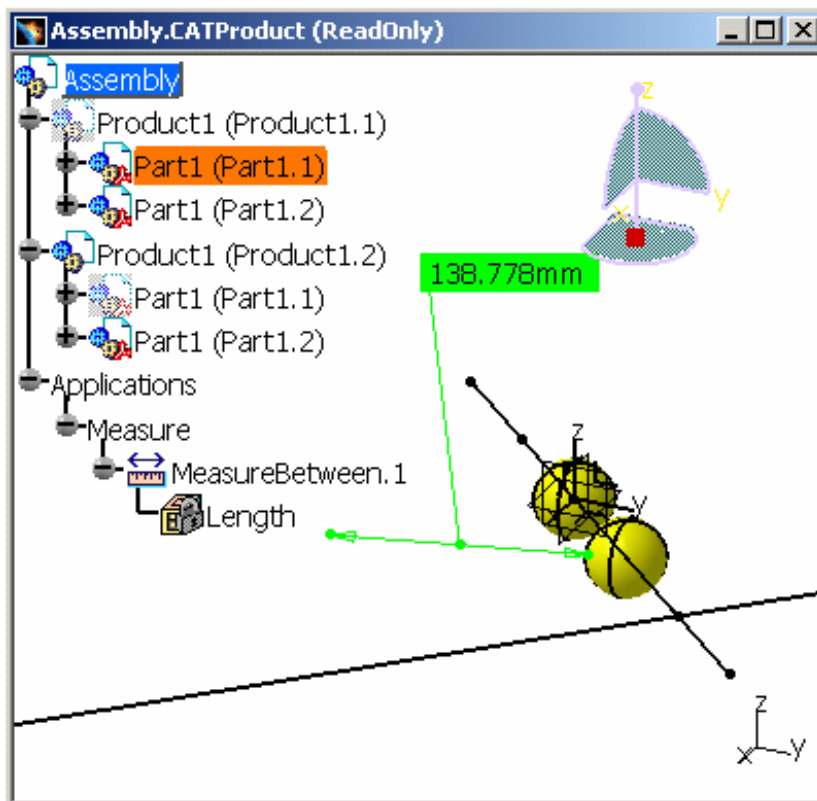 Assembly.CATProduct (ReadOnly)
Assembly
Product1 (Product1.1)
Part1 (Part1.1)
Part1 (Part1.2)
Product1 (Product1.2)
Part1 (Part1.1)
Part1 (Part1.2)
Applications
Measure
MeasureBetween.1
Length
z
y
x
138.778mm
z
y
z
x
y